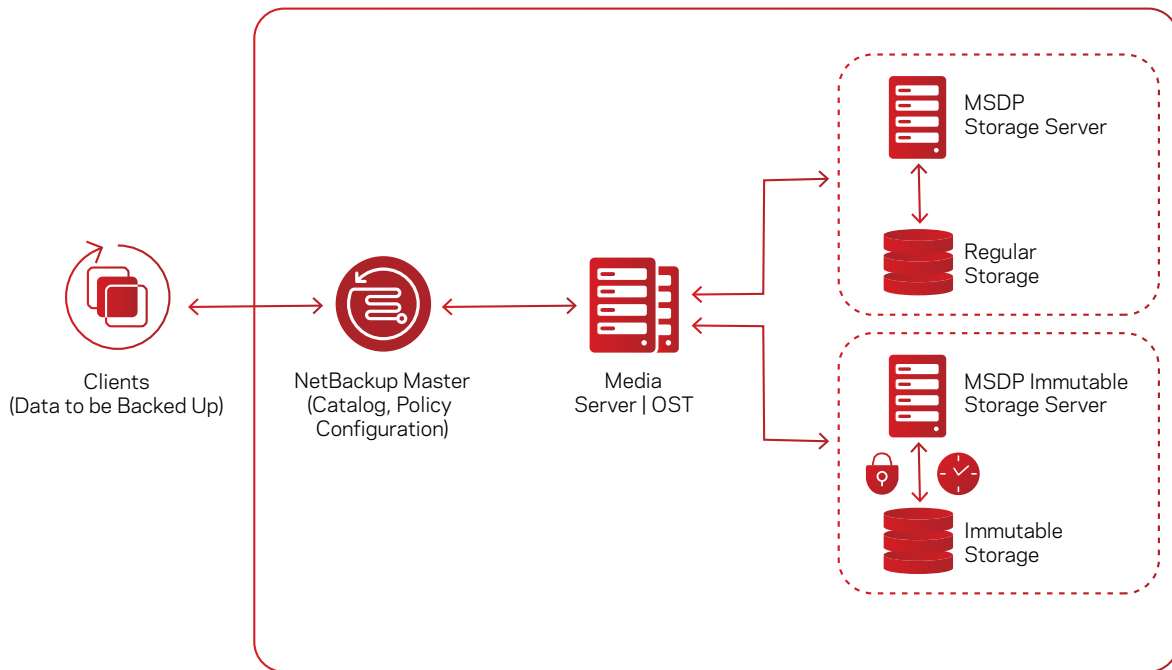 Clients
(Data to be Backed Up)
NetBackup Master
(Catalog, Policy
Configuration)
Media
Server | OST
MSDP
Storage Server
Regular
Storage
MSDP Immutable
Storage Server
Immutable
Storage